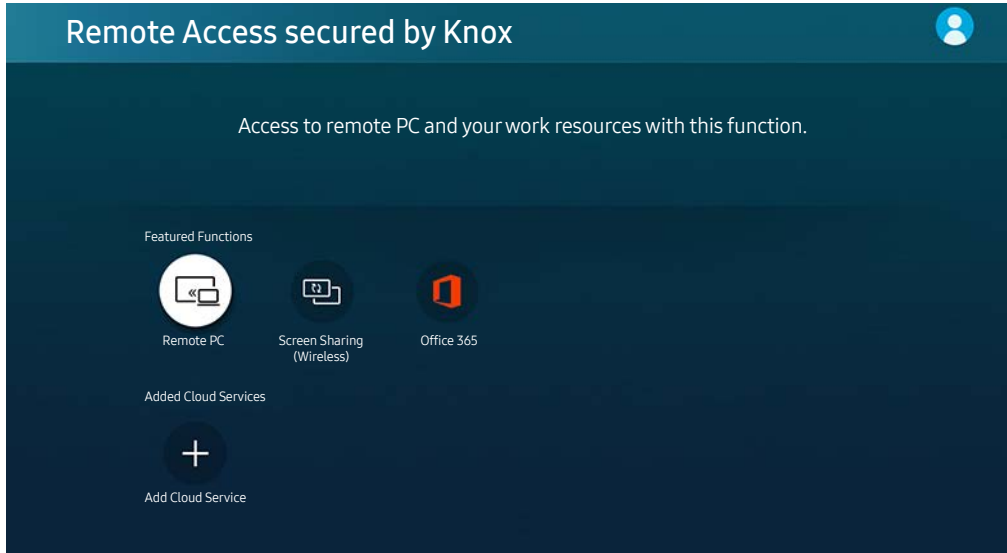 Remote Access secured by Knox
Access to remote PC and your work resources with this function.
Featured Functions
Remote PC
Screen Sharing
(Wireless)
Office 365
Added Cloud Services
Add Cloud Service